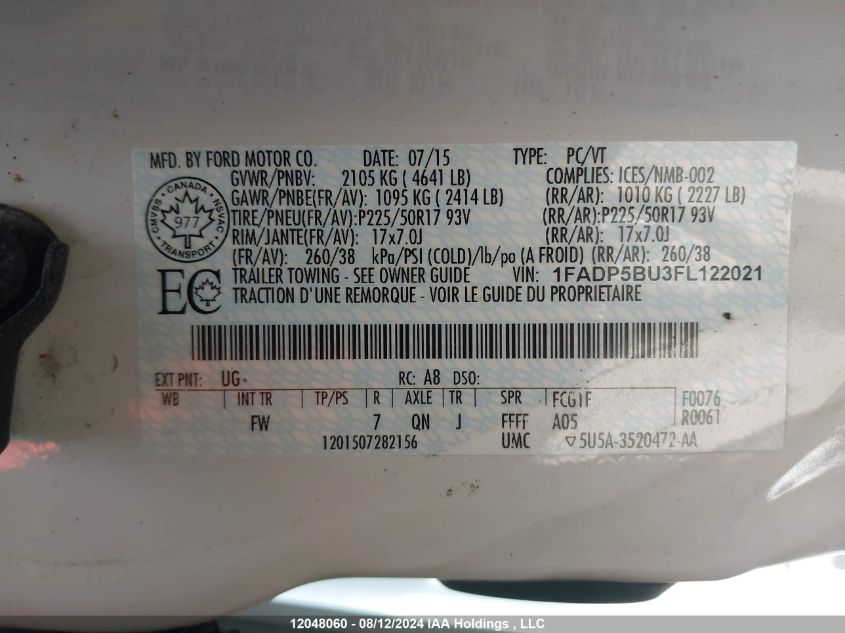 MFD. BY FORD MOTOR CO. DATE: 07/15 TYPE: PC/VT
GVWR/PNBV: 2105 KG ( 4641 LB) COMPLIES: ICES/NMB-002
GAWR/PNBE(FR/AV): 1095 KG ( 2414 LB) (RR/AR): 1010 KG ( 2227 LB)
TIRE/PNEU(FR/AV):P225/50R17 93V (RR/AR):P225/50R17 93V
RIM/JANTE(FR/AV): 17x7.0J (RR/AR): 17x7.0J
(FR/AV): 260/38 kPa/PSI (COLD)/lb/po (A FROID) (RR/AR): 260/38
TRAILER TOWING - SEE OWNER GUIDE VIN: 1FADP5BU3FL122021
TRACTION D'UNE REMORQUE - VOIR LE GUIDE DU PROPRIETAIRE
CANADA
CMVSS NSVAC
977
TRANSPORT
EC
EXT PNT: UG RC: A8 DSO:
WB INT TR TP/PS R AXLE TR SPR FCG1F F0076
FW 7 QN J FFFF A05 R0061
1201507282156 UMC ▽5U5A-3520472-AA
12048060 - 08/12/2024 IAA Holdings , LLC